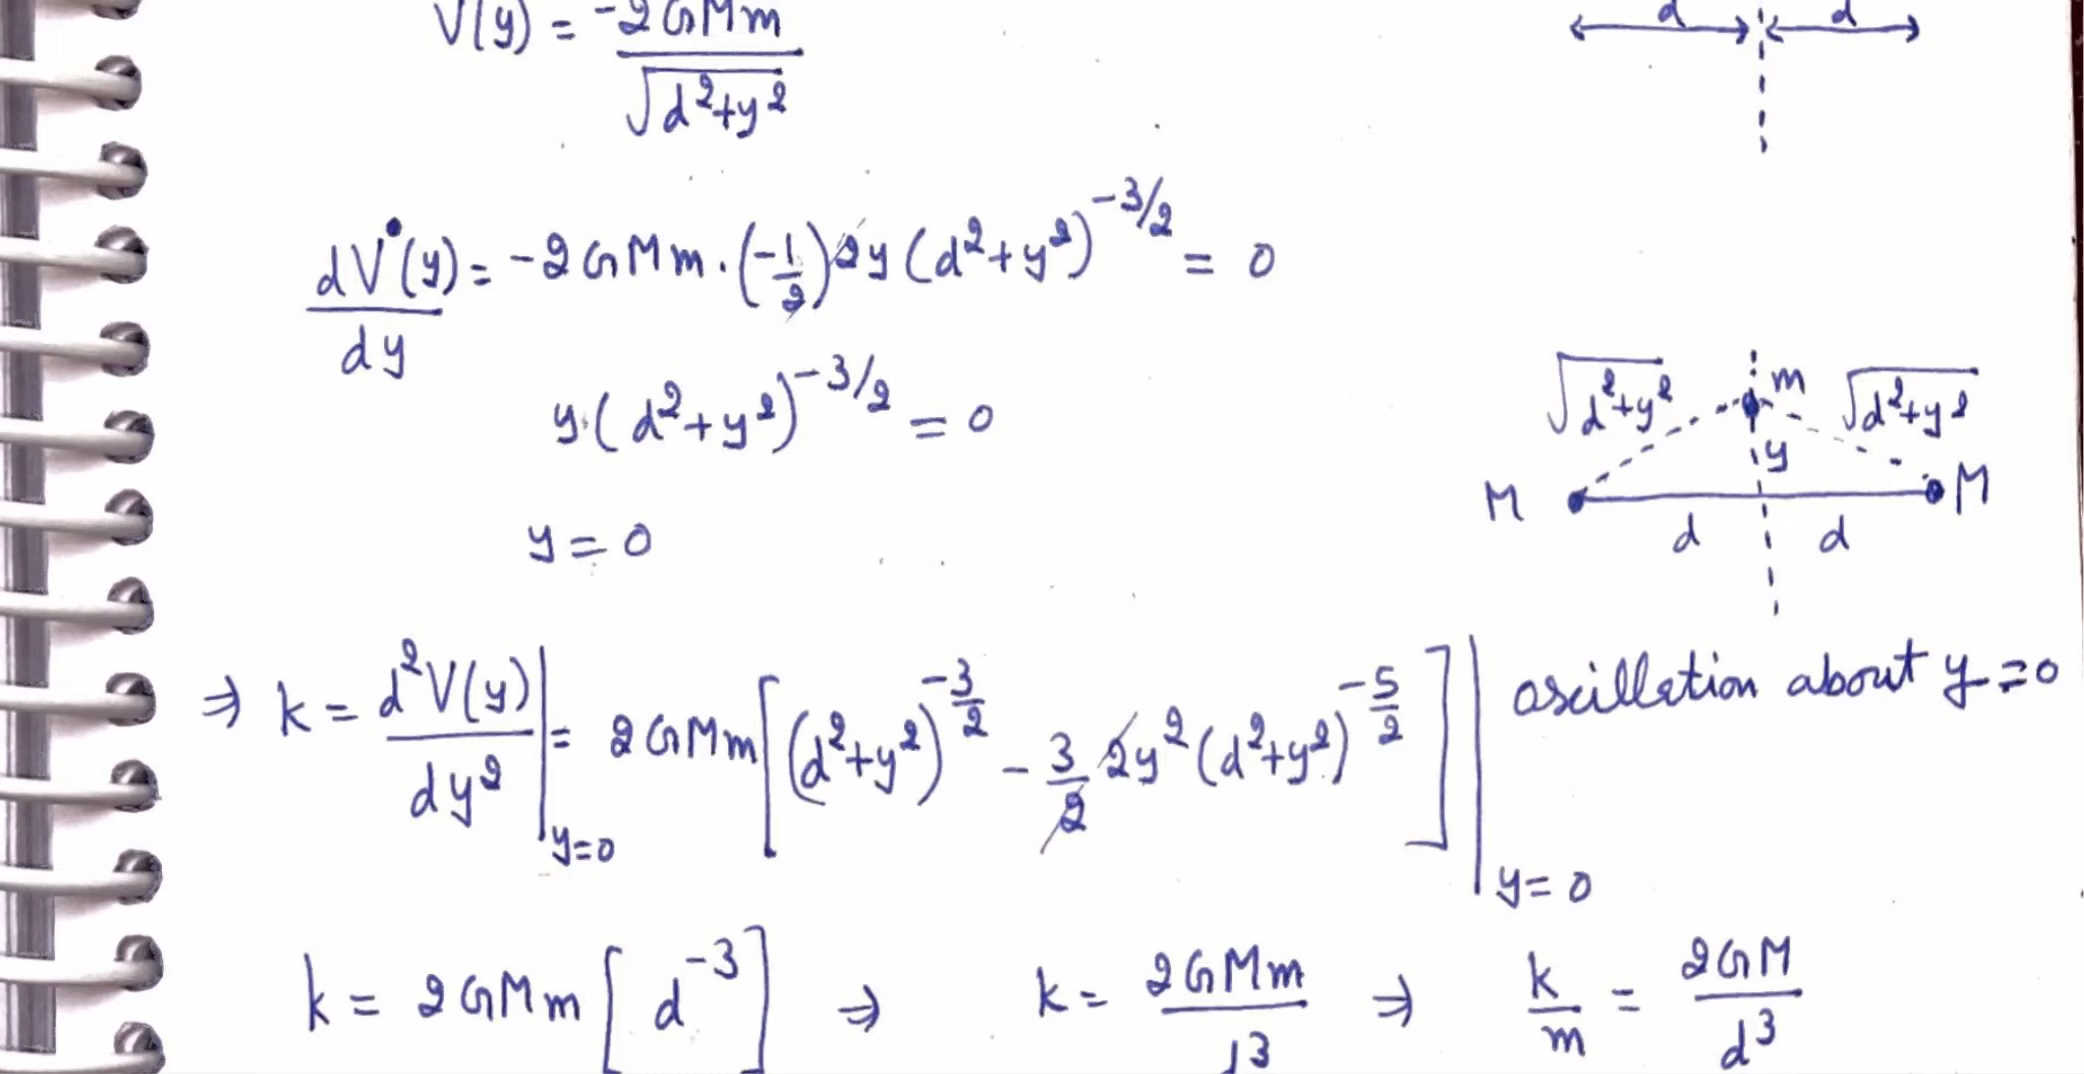 V(y) = -2GMm / √(d²+y²)
d d
dV(y)/dy = -2GMm . (-1/2) 2y (d²+y²)^(-3/2) = 0
y.(d²+y²)^(-3/2) = 0
√(d²+y²) m √(d²+y²)
y
M M
d d
y = 0
⇒ k = d²V(y)/dy² |y=0 = 2GMm [ (d²+y²)^(-3/2) - 3/2 2y² (d²+y²)^(-5/2) ] |y=0 oscillation about y=0
k = 2GMm [ d^(-3) ] ⇒ k = 2GMm / d³ ⇒ k/m = 2GM / d³